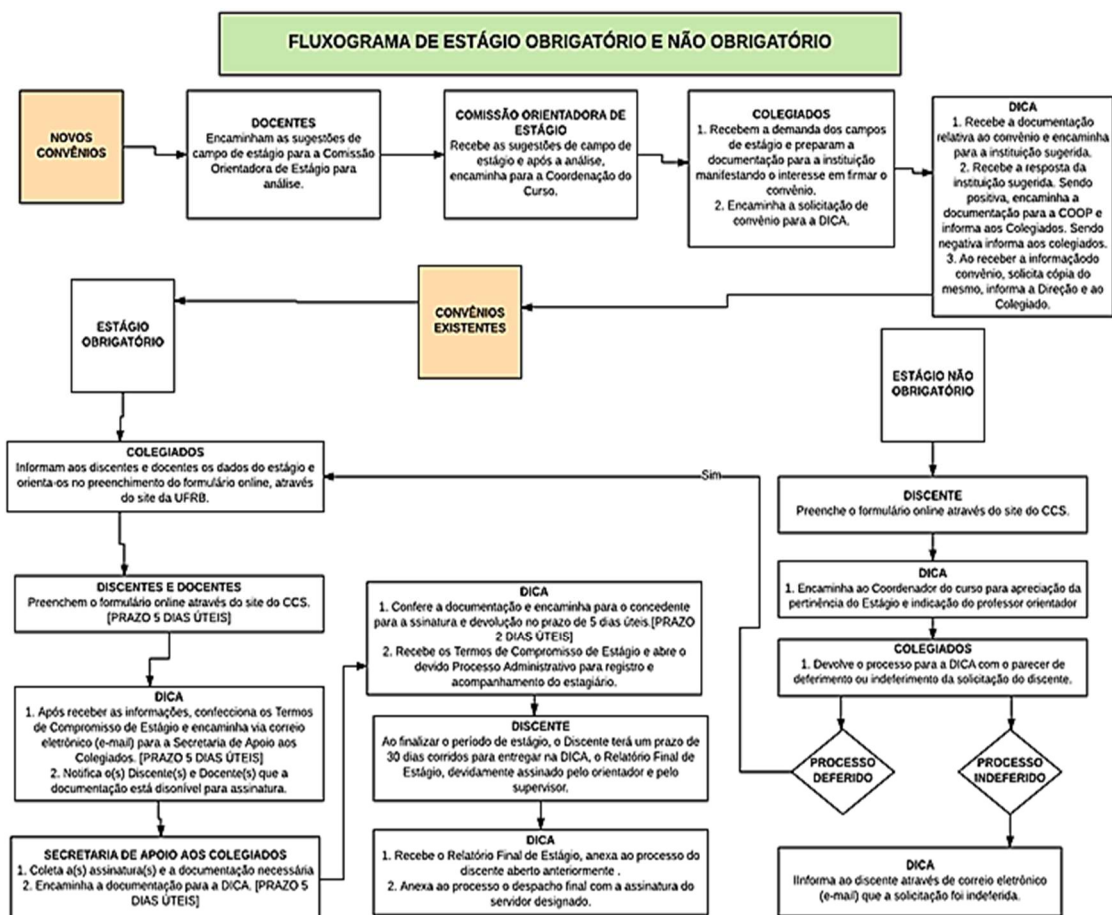 FLUXOGRAMA DE ESTÁGIO OBRIGATÓRIO E NÃO OBRIGATÓRIO
NOVOS
CONVÊNIOS
DOCENTES
Encaminham as sugestões de
campo de estágio para a Comissão
Orientadora de Estágio para
análise.
COMISSÃO ORIENTADORA DE
ESTÁGIO
Recebe as sugestões de campo de
estágio e após a análise,
encaminha para a Coordenação do
Curso.
COLEGIADOS
1. Recebem a demanda dos campos
de estágio e preparam a
documentação para a instituição
manifestando o interesse em firmar o
convênio.
2. Encaminha a solicitação de
convênio para a DICA.
DICA
1. Recebe a documentação
relativa ao convênio e encaminha
para a instituição sugerida.
2. Recebe a resposta da
instituição sugerida. Sendo
positiva, encaminha a
documentação para a COOP e
informa aos Colegiados. Sendo
negativa informa aos colegiados.
3. Ao receber a informaçãodo
convênio, solicita cópia do
mesmo, informa a Direção e ao
Colegiado.
CONVÊNIOS
EXISTENTES
ESTÁGIO
OBRIGATÓRIO
COLEGIADOS
Informam aos discentes e docentes os dados do estágio e
orienta-os no preenchimento do formulário online, através
do site da UFRB.
DISCENTES E DOCENTES
Preenchem o formulário online através do site do CCS.
[PRAZO 5 DIAS ÚTEIS]
DICA
1. Após receber as informações, confecciona os Termos
de Compromisso de Estágio e encaminha via correio
eletrônico (e-mail) para a Secretaria de Apoio aos
Colegiados. [PRAZO 5 DIAS ÚTEIS]
2. Notifica o(s) Discente(s) e Docente(s) que a
documentação está disonível para assinatura.
SECRETARIA DE APOIO AOS COLEGIADOS
1. Coleta a(s) assinatura(s) e a documentação necessária
2. Encaminha a documentação para a DICA. [PRAZO 5
DIAS ÚTEIS]
DICA
1. Confere a documentação e encaminha para o concedente
para a ssinatura e devolução no prazo de 5 dias úteis.[PRAZO
2 DIAS ÚTEIS]
2. Recebe os Termos de Compromisso de Estágio e abre o
devido Processo Administrativo para registro e
acompanhamento do estagiário.
DISCENTE
Ao finalizar o período de estágio, o Discente terá um prazo de
30 dias corridos para entregar na DICA, o Relatório Final de
Estágio, devidamente assinado pelo orientador e pelo
supervisor.
DICA
1. Recebe o Relatório Final de Estágio, anexa ao processo do
discente aberto anteriormente .
2. Anexa ao processo o despacho final com a assinatura do
servidor designado.
ESTÁGIO NÃO
OBRIGATÓRIO
DISCENTE
Preenche o formulário online através do site do CCS.
DICA
1. Encaminha ao Coordenador do curso para apreciação da
pertinência do Estágio e indicação do professor orientador
COLEGIADOS
1. Devolve o processo para a DICA com o parecer de
deferimento ou indeferimento da solicitação do discente.
Sim
PROCESSO
DEFERIDO
PROCESSO
INDEFERIDO
DICA
IInforma ao discente através de correio eletrônico
(e-mail) que a solicitação foi indeferida.